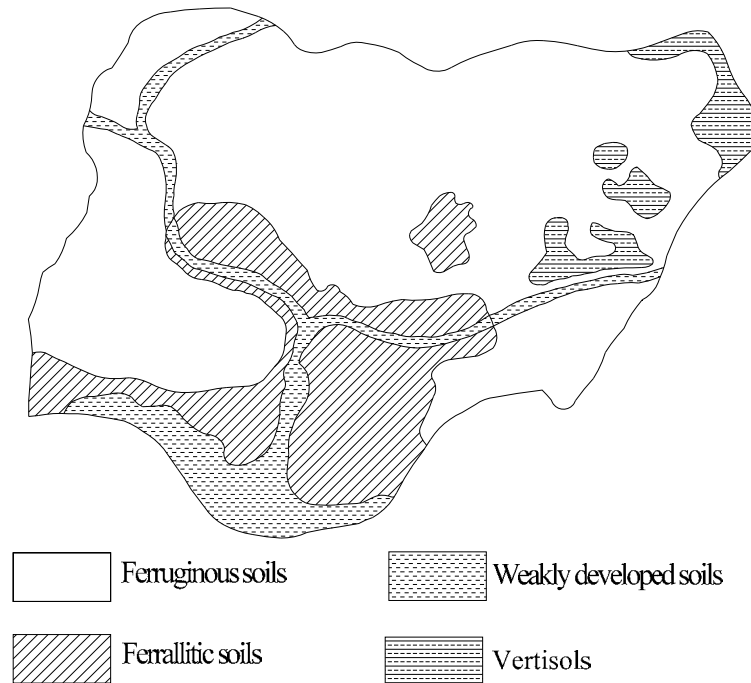 Ferruginous soils
Weakly developed soils
Ferrallitic soils
Vertisols